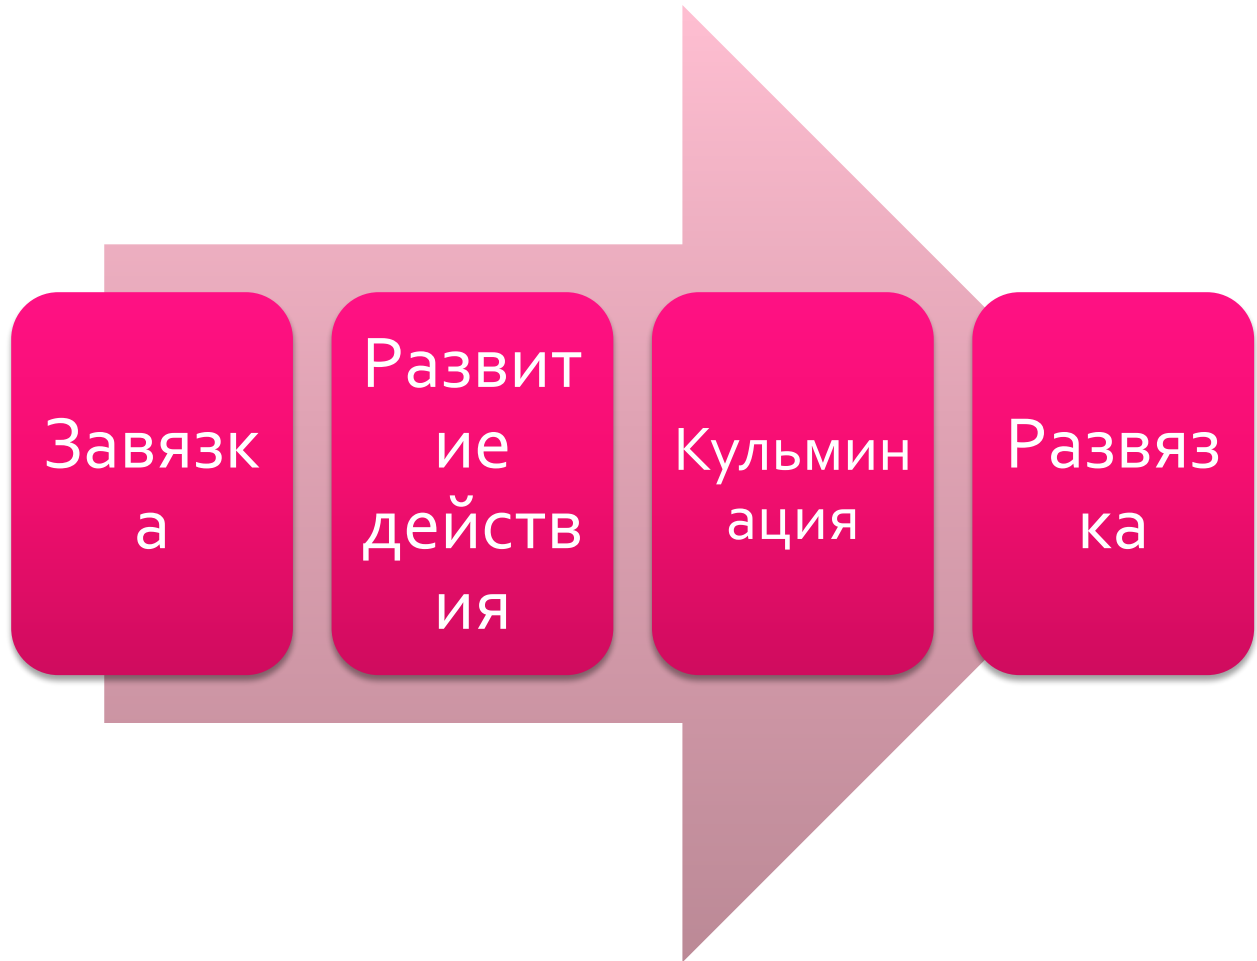 Завязк
а
Развит
ие
действ
ия
Кульмин
ация
Развяз
ка